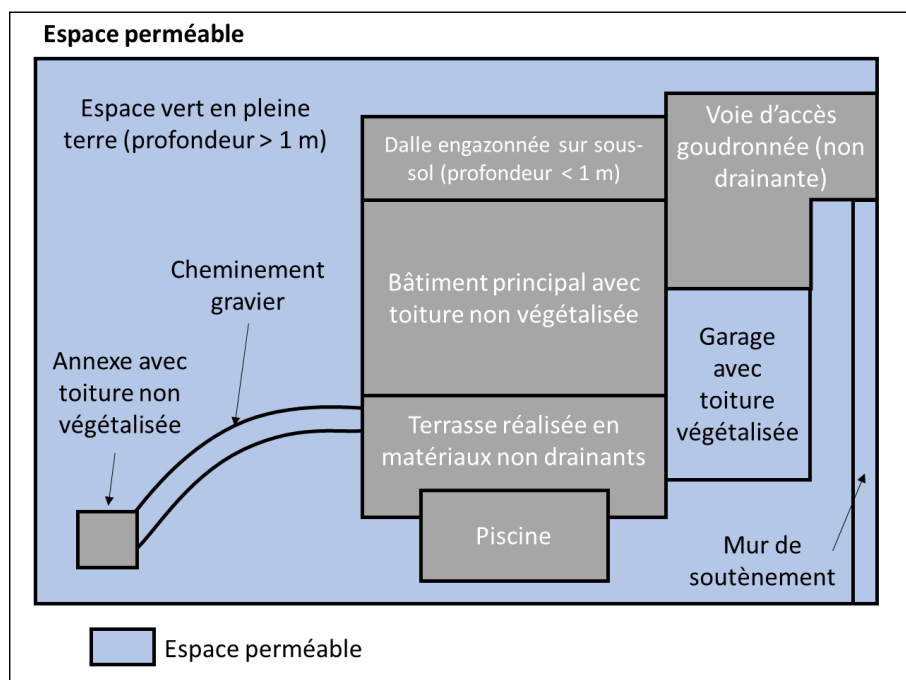 Espace perméable
Espace vert en pleine
terre (profondeur > 1 m)
Dalle engazonnée sur sous-
sol (profondeur < 1 m)
Voie d'accès
goudronnée (non
drainante)
Cheminement
gravier
Bâtiment principal avec
toiture non végétalisée
Garage
avec
toiture
végétalisée
Annexe avec
toiture non
végétalisée
Terrasse réalisée en
matériaux non drainants
Piscine
Mur de
soutènement
Espace perméable